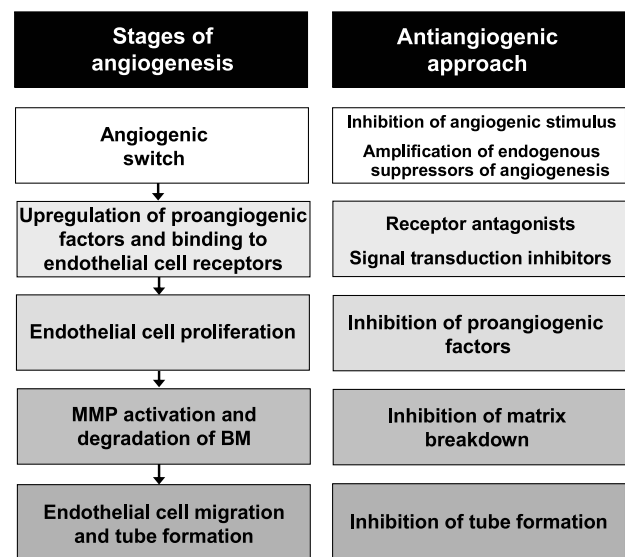 Stages of
angiogenesis
Antiangiogenic
approach
Angiogenic
switch
Inhibition of angiogenic stimulus
Amplification of endogenous
suppressors of angiogenesis
Upregulation of proangiogenic
factors and binding to
endothelial cell receptors
Receptor antagonists
Signal transduction inhibitors
Endothelial cell proliferation
Inhibition of proangiogenic
factors
MMP activation and
degradation of BM
Inhibition of matrix
breakdown
Endothelial cell migration
and tube formation
Inhibition of tube formation